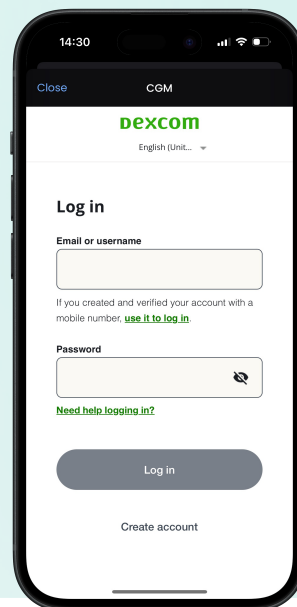 14:30
Close CGM
Dexcom
English (Unit...
Log in
Email or username
If you created and verified your account with a
mobile number, use it to log in.
Password
Need help logging in?
Log in
Create account